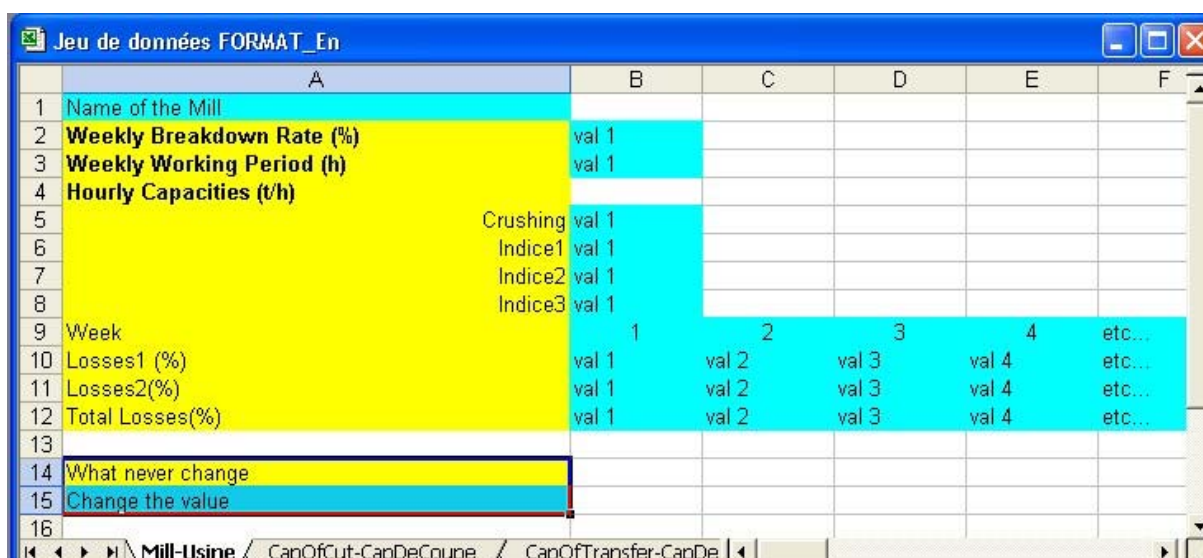 Jeu de données FORMAT_En
A B C D E F
1 Name of the Mill
2 Weekly Breakdown Rate (%) val 1
3 Weekly Working Period (h) val 1
4 Hourly Capacities (t/h)
5 Crushing val 1
6 Indice1 val 1
7 Indice2 val 1
8 Indice3 val 1
9 Week 1 2 3 4 etc...
10 Losses1 (%) val 1 val 2 val 3 val 4 etc...
11 Losses2(%) val 1 val 2 val 3 val 4 etc...
12 Total Losses(%) val 1 val 2 val 3 val 4 etc...
13
14 What never change
15 Change the value
16
Mill-Usine CapOfCut-CapDeCoupe CapOfTransfer-CapDe